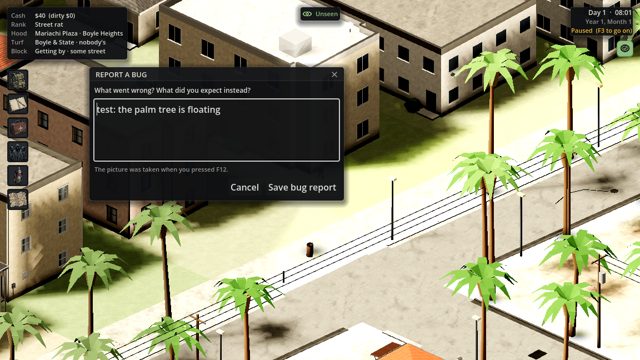 Cash $40 (dirty $0)
Rank Street rat
Hood Mariachi Plaza · Boyle Heights
Turf Boyle & State · nobody's
Block Getting by · some street
Unseen
Day 1 · 08:01
Year 1, Month 1
Paused (F3 to go on)
REPORT A BUG
What went wrong? What did you expect instead?
test: the palm tree is floating
The picture was taken when you pressed F12.
Cancel Save bug report